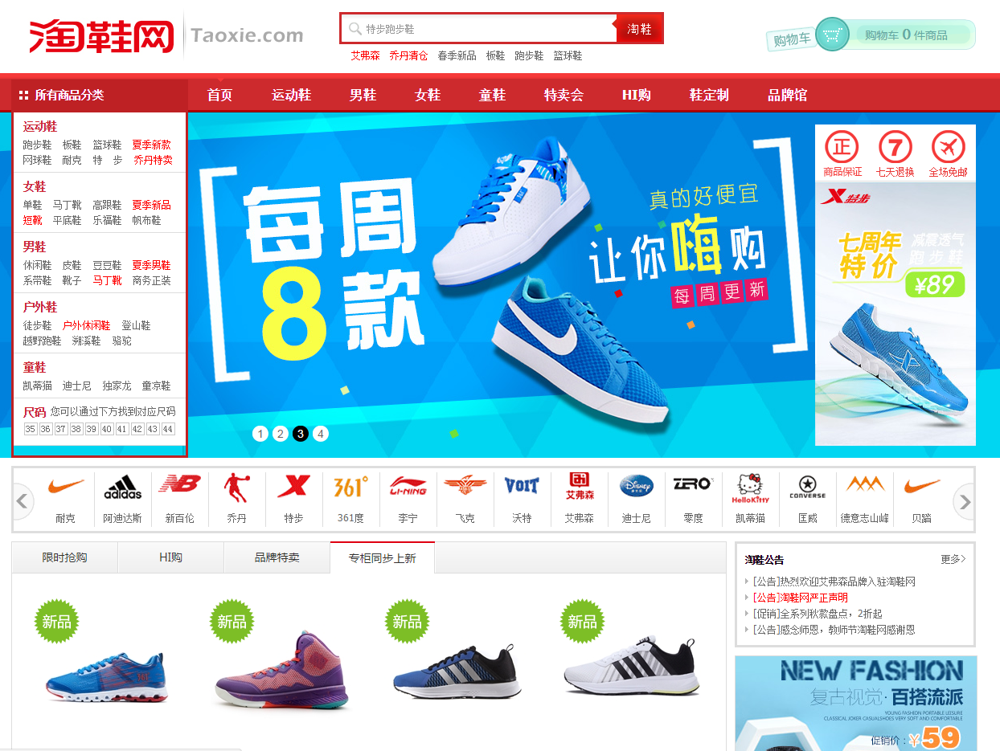 淘鞋网 Taoxie.com
特步跑步鞋 淘鞋
艾弗森 乔丹清仓 春季新品 板鞋 跑步鞋 篮球鞋
购物车 购物车 0 件商品
所有商品分类 首页 运动鞋 男鞋 女鞋 童鞋 特卖会 HI购 鞋定制 品牌馆
运动鞋
跑步鞋 板鞋 篮球鞋 夏季新款
网球鞋 耐克 特 步 乔丹特卖
女鞋
单鞋 马丁靴 高跟鞋 夏季新品
短靴 平底鞋 乐福鞋 帆布鞋
男鞋
休闲鞋 皮鞋 豆豆鞋 夏季男鞋
系带鞋 靴子 马丁靴 商务正装
户外鞋
徒步鞋 户外休闲鞋 登山鞋
越野跑鞋 溯溪鞋 骆驼
童鞋
凯蒂猫 迪士尼 独家龙 童凉鞋
尺码 您可以通过下方找到对应尺码
35 36 37 38 39 40 41 42 43 44
每周
8款
真的好便宜
让你嗨购
每周更新
1 2 3 4
正 7
商品保证 七天退换 全场免邮
X特步
七周年 减震透气
特价 跑步鞋
¥89
adidas NB X 361° LI-NING VOIT 艾弗森 Disney ZERO HelloKitty CONVERSE
耐克 阿迪达斯 新百伦 乔丹 特步 361度 李宁 飞克 沃特 艾弗森 迪士尼 零度 凯蒂猫 匡威 德意志山峰 贝踏
限时抢购 HI购 品牌特卖 专柜同步上新
新品 新品 新品 新品
淘鞋公告 更多
[公告]热烈欢迎艾弗森品牌入驻淘鞋网
[公告]淘鞋网严正声明
[促销]全系列秋款盘点，2折起
[公告]感念师恩，教师节淘鞋网感谢恩
NEW FASHION
复古视觉·百搭流派
YOUNG FASHION PORTABLE LEISURE
CLASSICAL JOKER CASUALSHOES VERY SOFT AND COMFORTABLE
促销价：¥59